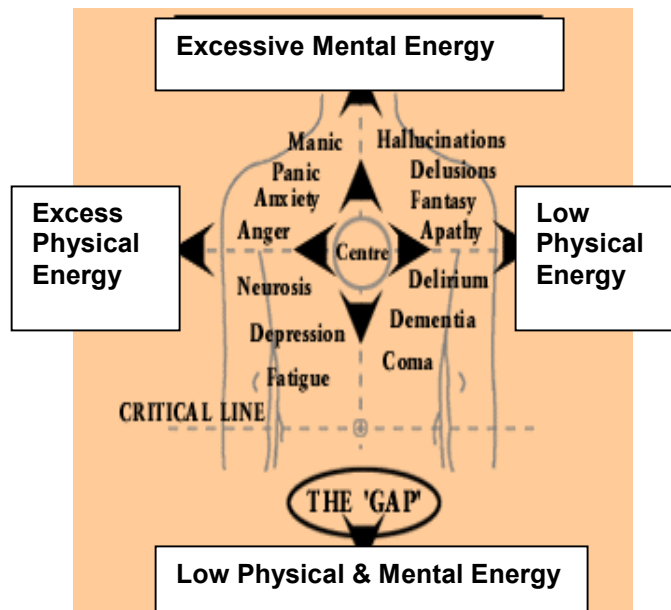 Excessive Mental Energy
Manic
Hallucinations
Panic
Delusions
Anxiety
Fantasy
Excess
Physical
Energy
Anger
Centre
Apathy
Low
Physical
Energy
Neurosis
Delirium
Depression
Dementia
Fatigue
Coma
CRITICAL LINE
THE 'GAP'
Low Physical & Mental Energy